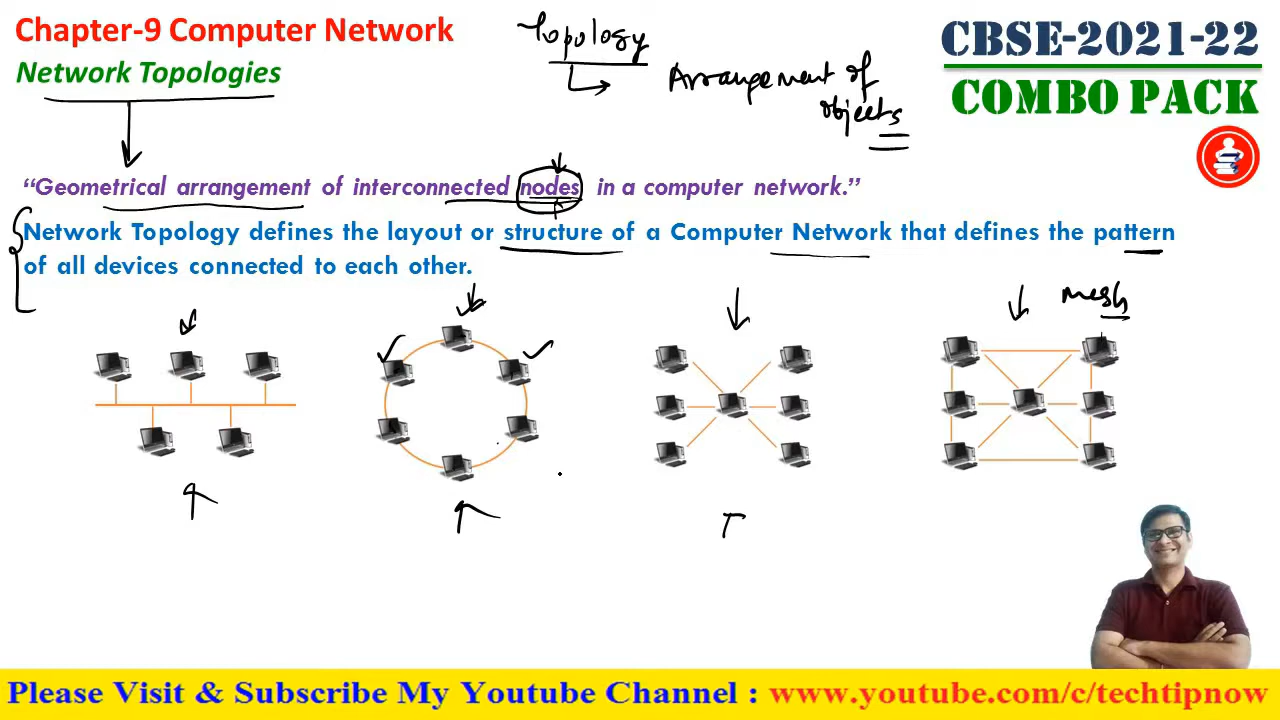 Chapter-9 Computer Network
Network Topologies
Topology
Arrangement of
objects
CBSE-2021-22
COMBO PACK
“Geometrical arrangement of interconnected nodes in a computer network.”
Network Topology defines the layout or structure of a Computer Network that defines the pattern
of all devices connected to each other.
mesh
Please Visit & Subscribe My Youtube Channel : www.youtube.com/c/techtipnow